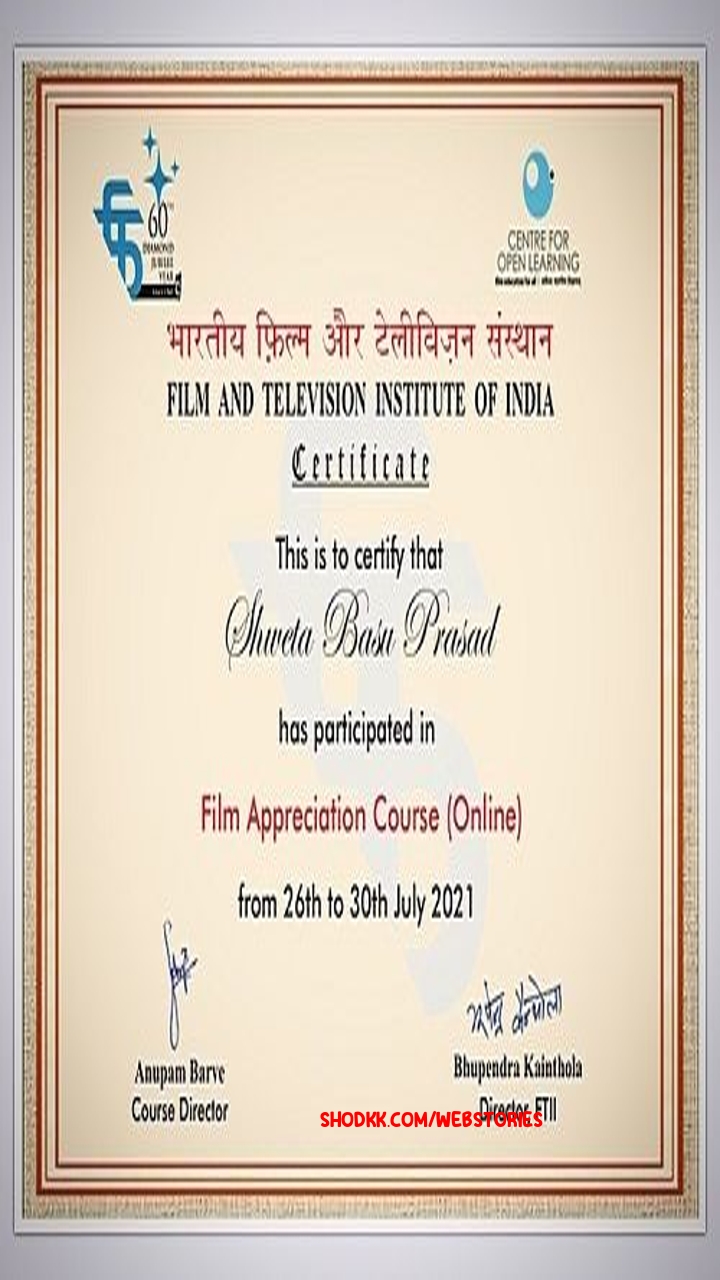 60TH
DIAMOND
JUBILEE
YEAR
CENTRE FOR
OPEN LEARNING
भारतीय फ़िल्म और टेलीविज़न संस्थान
FILM AND TELEVISION INSTITUTE OF INDIA
Certificate
This is to certify that
Shweta Basu Prasad
has participated in
Film Appreciation Course (Online)
from 26th to 30th July 2021
Anupam Barve
Course Director
Bhupendra Kainthola
Director, FTII
SHODKK.COM/WEBSTORIES